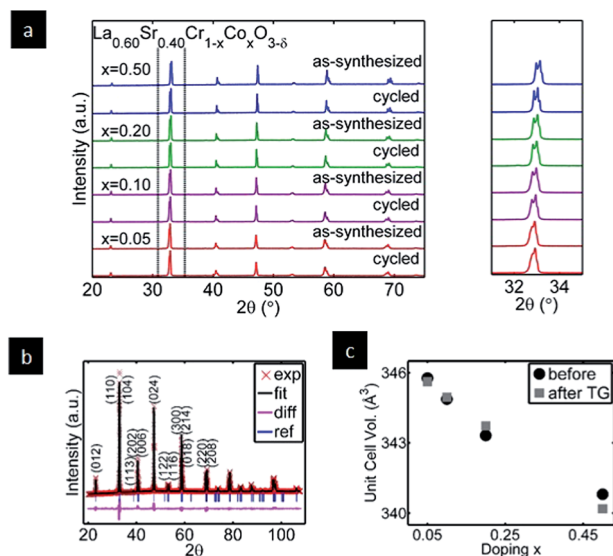 a
La0.60Sr0.40Cr1-xCoxO3-δ
x=0.50
as-synthesized
cycled
x=0.20
as-synthesized
cycled
x=0.10
as-synthesized
cycled
x=0.05
as-synthesized
cycled
Intensity (a.u.)
20 30 40 50 60 70
2θ (°)
32 34
2θ (°)
b
Intensity (a.u.)
(012)
(110)
(104)
(113)
(202)
(006)
(024)
(122)
(116)
(300)
(214)
(018)
(220)
(208)
exp
fit
diff
ref
20 40 60 80 100
2θ
c
Unit Cell Vol. (Å3)
346
343
340
before
after TG
0.05 0.25 0.45
Doping x